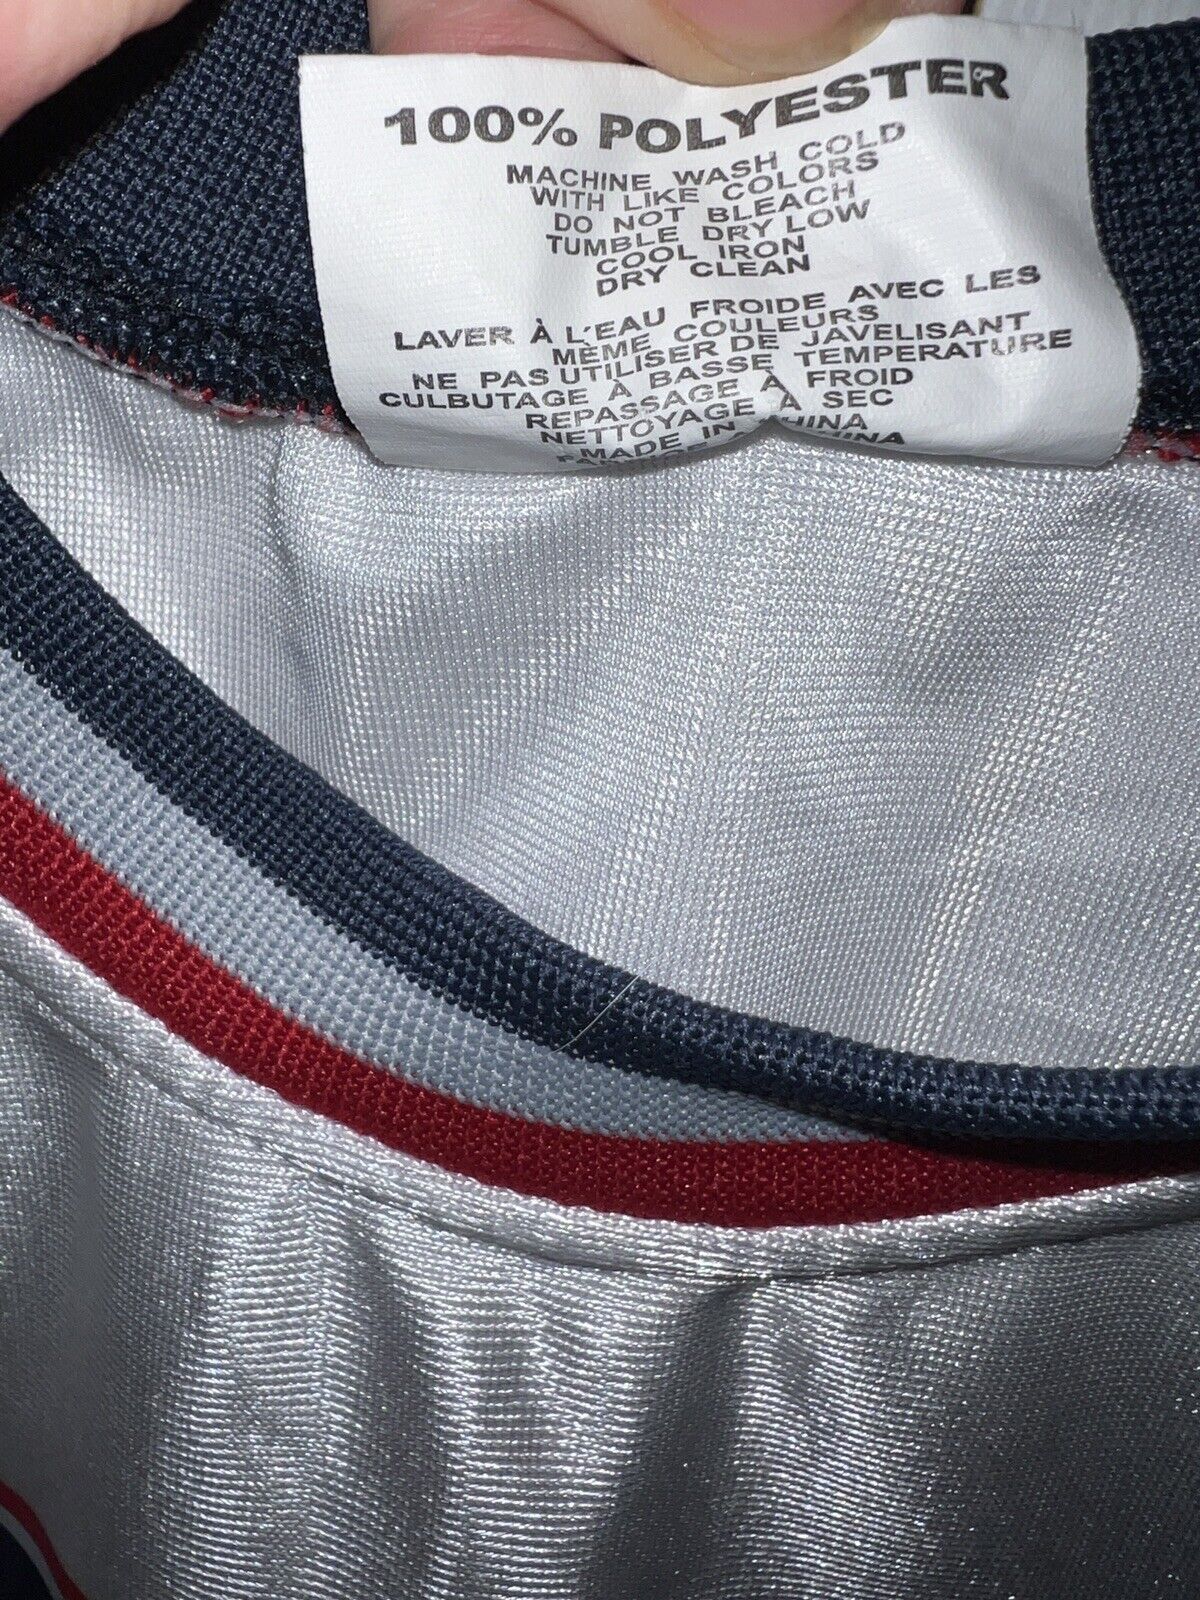 100% POLYESTER
MACHINE WASH COLD
WITH LIKE COLORS
DO NOT BLEACH
TUMBLE DRY LOW
COOL IRON
DRY CLEAN
LAVER À L'EAU FROIDE AVEC LES
MÊME COULEURS
NE PAS UTILISER DE JAVELISANT
CULBUTAGE À BASSE TEMPERATURE
REPASSAGE À FROID
NETTOYAGE À SEC
MADE IN CHINA